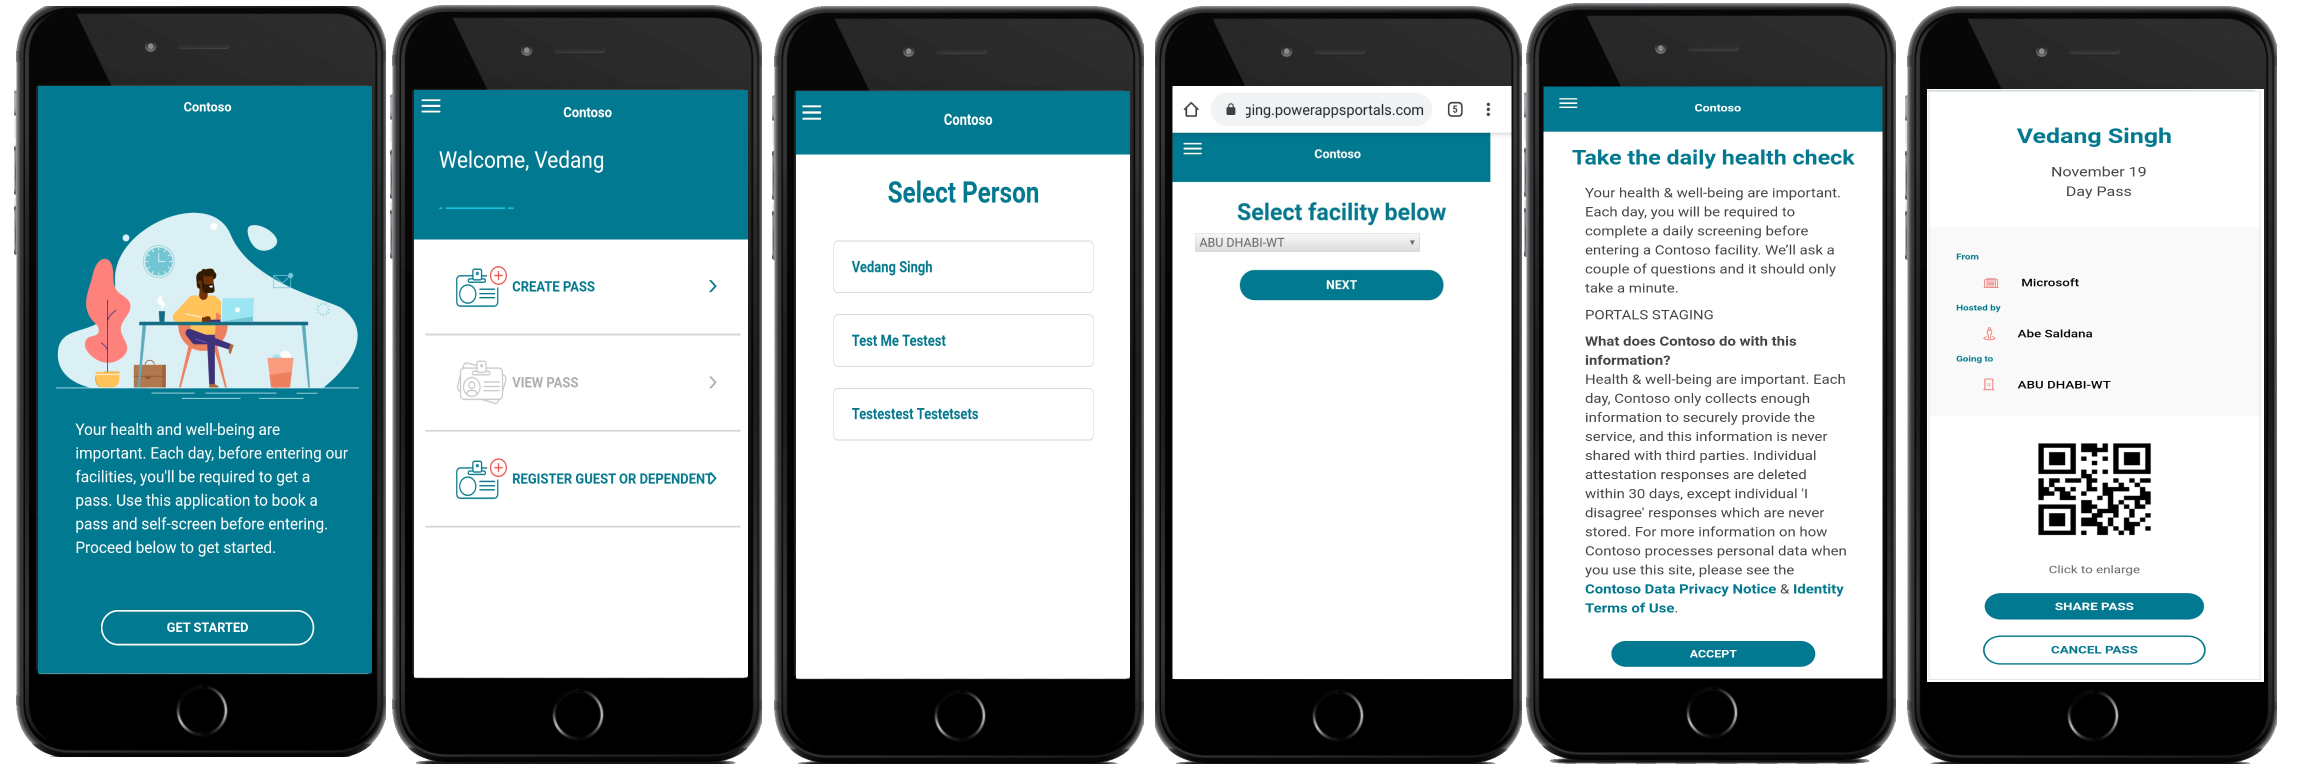 Contoso
Your health and well-being are
important. Each day, before entering our
facilities, you'll be required to get a
pass. Use this application to book a
pass and self-screen before entering.
Proceed below to get started.
GET STARTED
Contoso
Welcome, Vedang
CREATE PASS
VIEW PASS
REGISTER GUEST OR DEPENDENT
Contoso
Select Person
Vedang Singh
Test Me Testest
Testestest Testetsets
ging.powerappsportals.com
5
Contoso
Select facility below
ABU DHABI-WT
NEXT
Contoso
Take the daily health check
Your health & well-being are important.
Each day, you will be required to
complete a daily screening before
entering a Contoso facility. We'll ask a
couple of questions and it should only
take a minute.
PORTALS STAGING
What does Contoso do with this
information?
Health & well-being are important. Each
day, Contoso only collects enough
information to securely provide the
service, and this information is never
shared with third parties. Individual
attestation responses are deleted
within 30 days, except individual 'I
disagree' responses which are never
stored. For more information on how
Contoso processes personal data when
you use this site, please see the
Contoso Data Privacy Notice & Identity
Terms of Use.
ACCEPT
Vedang Singh
November 19
Day Pass
From
Microsoft
Hosted by
Abe Saldana
Going to
ABU DHABI-WT
Click to enlarge
SHARE PASS
CANCEL PASS